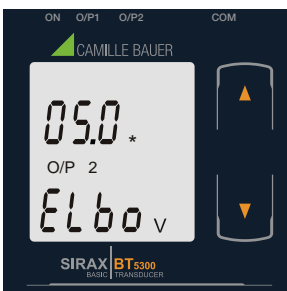 ON O/P1 O/P2 COM
CAMILLE BAUER
05.0 *
O/P 2
ELbo V
SIRAX BT5300
BASIC TRANSDUCER